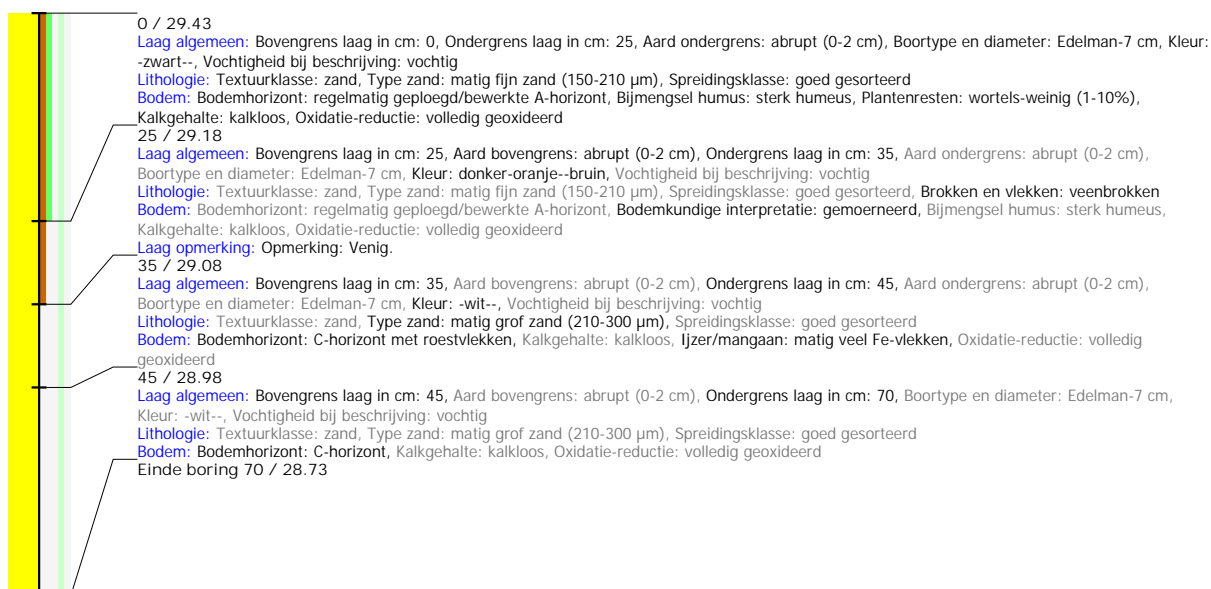 0 / 29.43
Laag algemeen: Bovengrens laag in cm: 0, Ondergrens laag in cm: 25, Aard ondergrens: abrupt (0-2 cm), Boortype en diameter: Edelman-7 cm, Kleur:
-zwart--, Vochtigheid bij beschrijving: vochtig
Lithologie: Textuurklasse: zand, Type zand: matig fijn zand (150-210 µm), Spreidingsklasse: goed gesorteerd
Bodem: Bodemhorizont: regelmatig geploegd/bewerkte A-horizont, Bijmengsel humus: sterk humeus, Plantenresten: wortels-weinig (1-10%),
Kalkgehalte: kalkloos, Oxidatie-reductie: volledig geoxideerd
25 / 29.18
Laag algemeen: Bovengrens laag in cm: 25, Aard bovengrens: abrupt (0-2 cm), Ondergrens laag in cm: 35, Aard ondergrens: abrupt (0-2 cm),
Boortype en diameter: Edelman-7 cm, Kleur: donker-oranje--bruin, Vochtigheid bij beschrijving: vochtig
Lithologie: Textuurklasse: zand, Type zand: matig fijn zand (150-210 µm), Spreidingsklasse: goed gesorteerd, Brokken en vlekken: veenbrokken
Bodem: Bodemhorizont: regelmatig geploegd/bewerkte A-horizont, Bodemkundige interpretatie: gemoerneerd, Bijmengsel humus: sterk humeus,
Kalkgehalte: kalkloos, Oxidatie-reductie: volledig geoxideerd
Laag opmerking: Opmerking: Venig.
35 / 29.08
Laag algemeen: Bovengrens laag in cm: 35, Aard bovengrens: abrupt (0-2 cm), Ondergrens laag in cm: 45, Aard ondergrens: abrupt (0-2 cm),
Boortype en diameter: Edelman-7 cm, Kleur: -wit--, Vochtigheid bij beschrijving: vochtig
Lithologie: Textuurklasse: zand, Type zand: matig grof zand (210-300 µm), Spreidingsklasse: goed gesorteerd
Bodem: Bodemhorizont: C-horizont met roestvlekken, Kalkgehalte: kalkloos, Ijzer/mangaan: matig veel Fe-vlekken, Oxidatie-reductie: volledig
geoxideerd
45 / 28.98
Laag algemeen: Bovengrens laag in cm: 45, Aard bovengrens: abrupt (0-2 cm), Ondergrens laag in cm: 70, Boortype en diameter: Edelman-7 cm,
Kleur: -wit--, Vochtigheid bij beschrijving: vochtig
Lithologie: Textuurklasse: zand, Type zand: matig grof zand (210-300 µm), Spreidingsklasse: goed gesorteerd
Bodem: Bodemhorizont: C-horizont, Kalkgehalte: kalkloos, Oxidatie-reductie: volledig geoxideerd
Einde boring 70 / 28.73